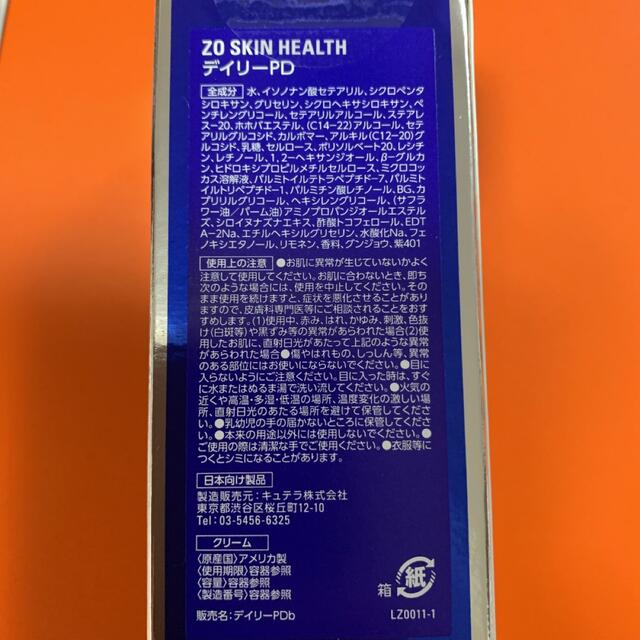 ZO SKIN HEALTH
デイリーPD
全成分 水、イソノナン酸セテアリル、シクロペンタ
シロキサン、グリセリン、シクロヘキサシロキサン、ペ
ンチレングリコール、セテアリルアルコール、ステアレ
ス-20、ホホバエステル、(C14-22)アルコール、セテ
アリルグルコシド、カルボマー、アルキル(C12-20)グ
ルコシド、乳糖、セルロース、ポリソルベート20、レシチ
ン、レチノール、1,2-ヘキサンジオール、βグルカ
ン、ヒドロキシプロピルメチルセルロース、ミクロコッ
カス溶解液、パルミトイルテトラペプチド-7、パルミト
イルトリペプチド-1、パルミチン酸レチノール、BG、カ
プリリルグリコール、ヘキシレングリコール、(サフラ
ワー油/パーム油)アミノプロパンジオールエステル
ズ、シロイヌナズナエキス、酢酸トコフェロール、EDT
A-2Na、エチルヘキシルグリセリン、水酸化Na、フェ
ノキシエタノール、リモネン、香料、グンジョウ、紫401
使用上の注意 ●お肌に異常が生じていないかよく
注意して使用してください。お肌に合わないとき、即ち
次のような場合には、使用を中止してください。その
まま使用を続けますと、症状を悪化させることがあり
ますので、皮膚科専門医等にご相談されることをおす
すめします。(1)使用中、赤み、はれ、かゆみ、刺激、色抜
け(白斑等)や黒ずみ等の異常があらわれた場合(2)使
用したお肌に、直射日光があたって上記のような異常
があらわれた場合●傷やはれもの、しっしん等、異常
のある部位にはお使いにならないでください。●目に
入らないようにご注意ください。目に入った時は、すぐ
に水またはぬるま湯で洗い流してください。●火気の
近くや高温・多湿・低温の場所、温度変化の激しい場
所、直射日光のあたる場所を避けて保管してくださ
い。●乳幼児の手の届かないところに保管してくださ
い。●本来の用途以外には使用しないでください。●
ご使用の際は清潔な手でご使用ください。●衣服等に
つくとシミになることがあります。
日本向け製品
製造販売元:キュテラ株式会社
東京都渋谷区桜丘町12-10
Tel:03-5456-6325
クリーム
〈原産国〉アメリカ製
〈使用期限〉容器参照
〈容量〉容器参照
〈製造番号〉容器参照
箱 紙
販売名:デイリーPDb LZ0011-1